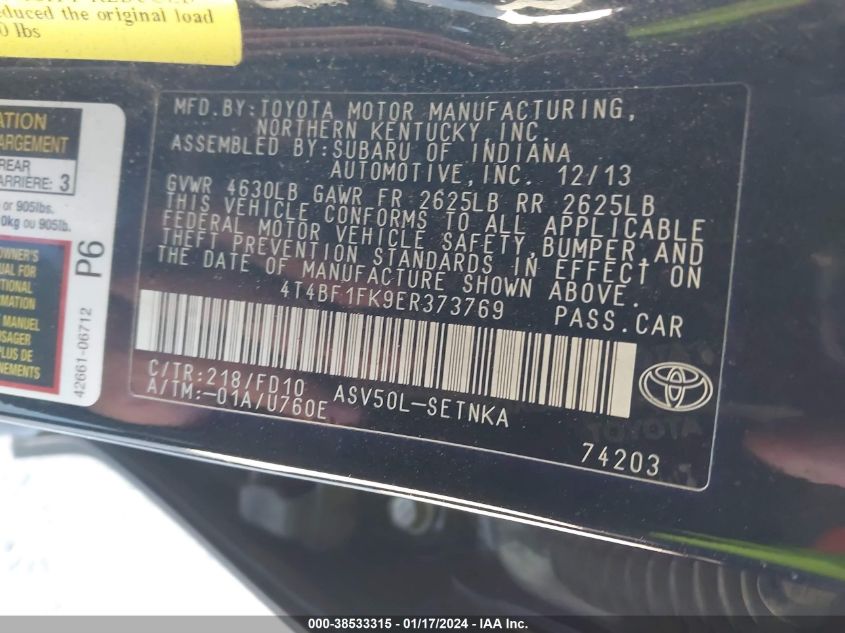 educed the original load
0 lbs
ATION
ARGEMENT
REAR
ARRIÈRE: 3
or 905lbs.
0kg ou 905lb.
OWNER'S
UAL FOR
TIONAL
RMATION
MANUEL
USAGER
PLUS DE
NEMENTS
P6
42661-06712
MFD.BY:TOYOTA MOTOR MANUFACTURING,
NORTHERN KENTUCKY,INC.
ASSEMBLED BY:SUBARU OF INDIANA
AUTOMOTIVE,INC. 12/13
GVWR 4630LB GAWR FR 2625LB RR 2625LB
THIS VEHICLE CONFORMS TO ALL APPLICABLE
FEDERAL MOTOR VEHICLE SAFETY,BUMPER,AND
THEFT PREVENTION STANDARDS IN EFFECT ON
THE DATE OF MANUFACTURE SHOWN ABOVE.
4T4BF1FK9ER373769 PASS.CAR
C/TR:218/FD10
A/TM:-01A/U760E
ASV50L-SETNKA
TOYOTA
74203
000-38533315 - 01/17/2024 - IAA Inc.